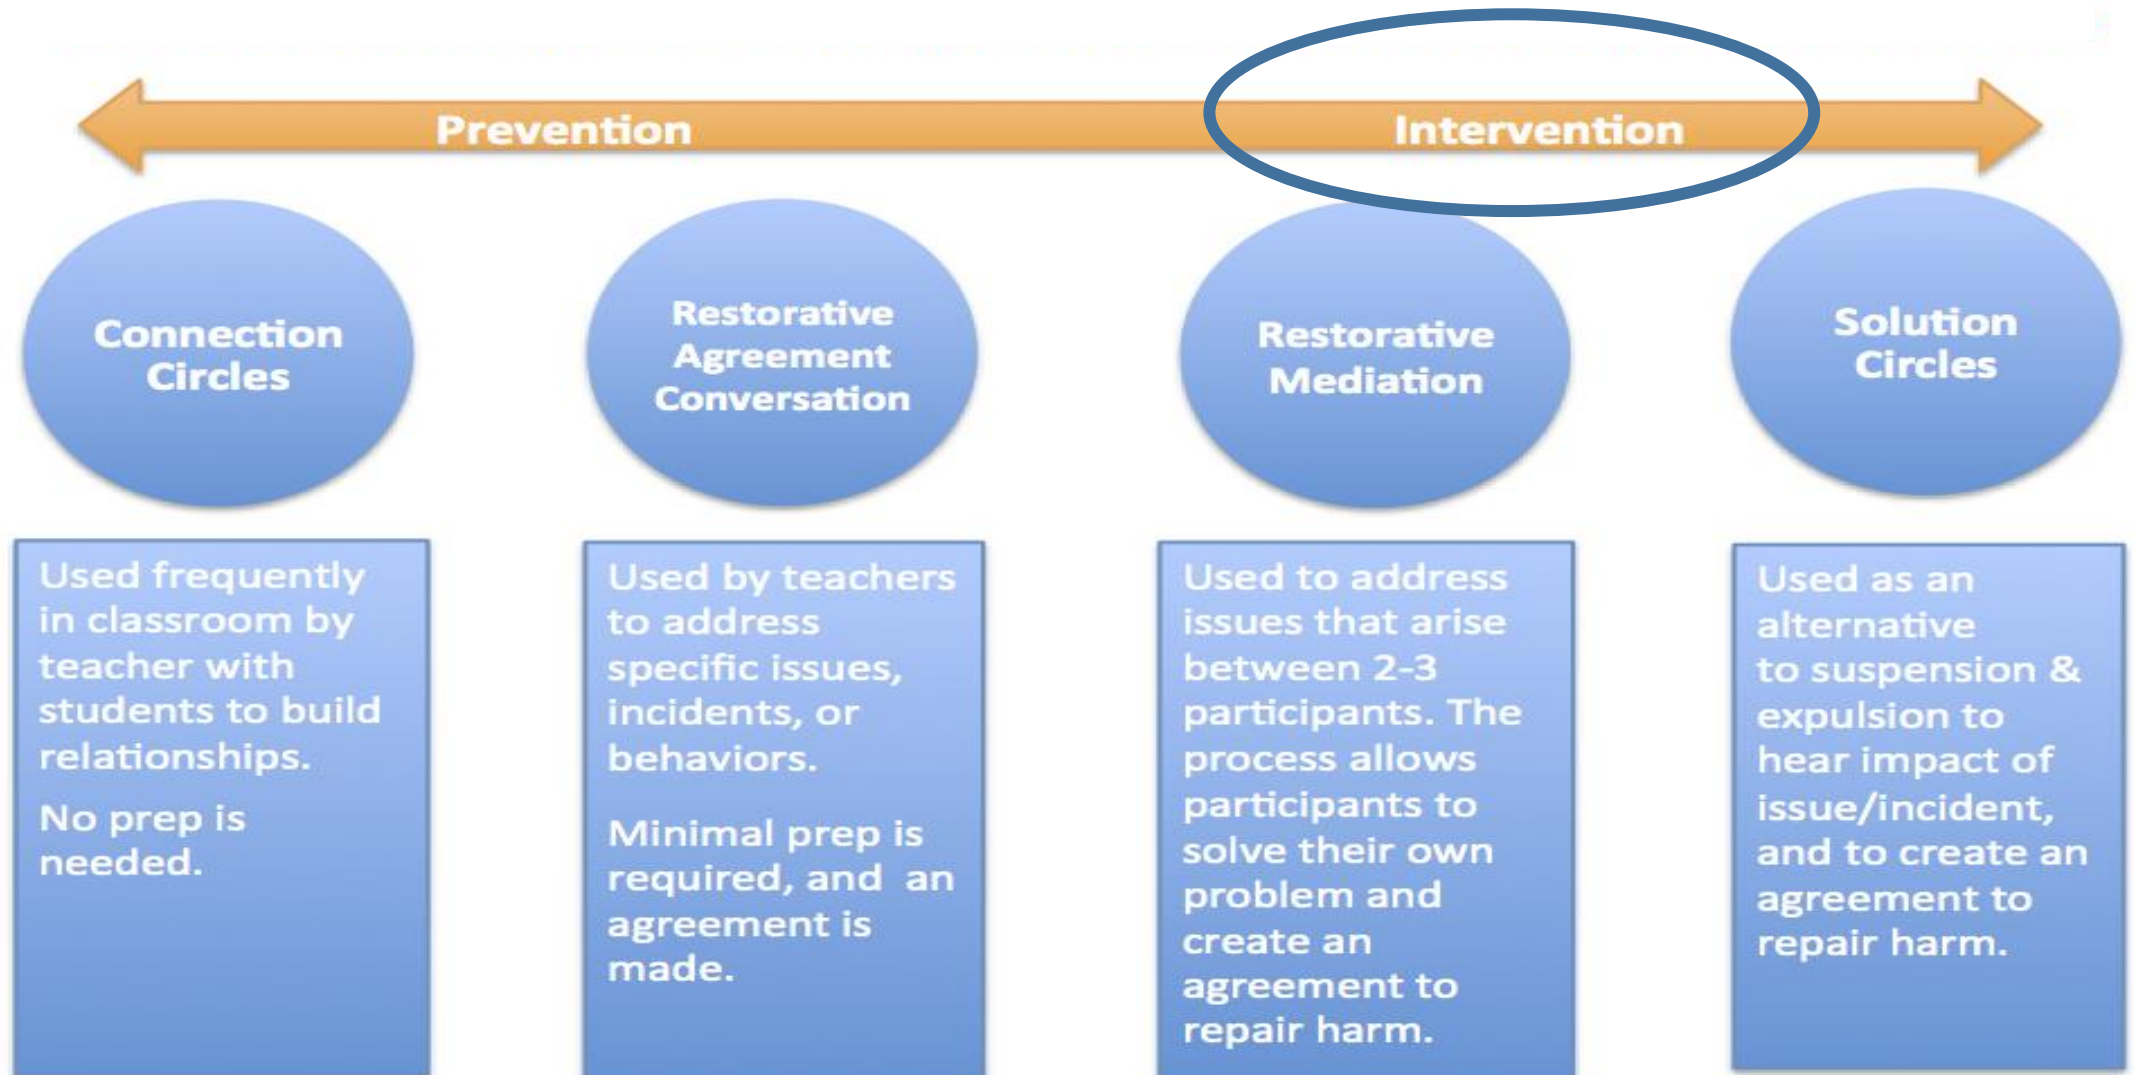 Prevention
Intervention
Connection
Circles
Restorative
Agreement
Conversation
Restorative
Mediation
Solution
Circles
Used frequently
in classroom by
teacher with
students to build
relationships.
No prep is
needed.
Used by teachers
to address
specific issues,
incidents, or
behaviors.
Minimal prep is
required, and an
agreement is
made.
Used to address
issues that arise
between 2-3
participants. The
process allows
participants to
solve their own
problem and
create an
agreement to
repair harm.
Used as an
alternative
to suspension &
expulsion to
hear impact of
issue/incident,
and to create an
agreement to
repair harm.